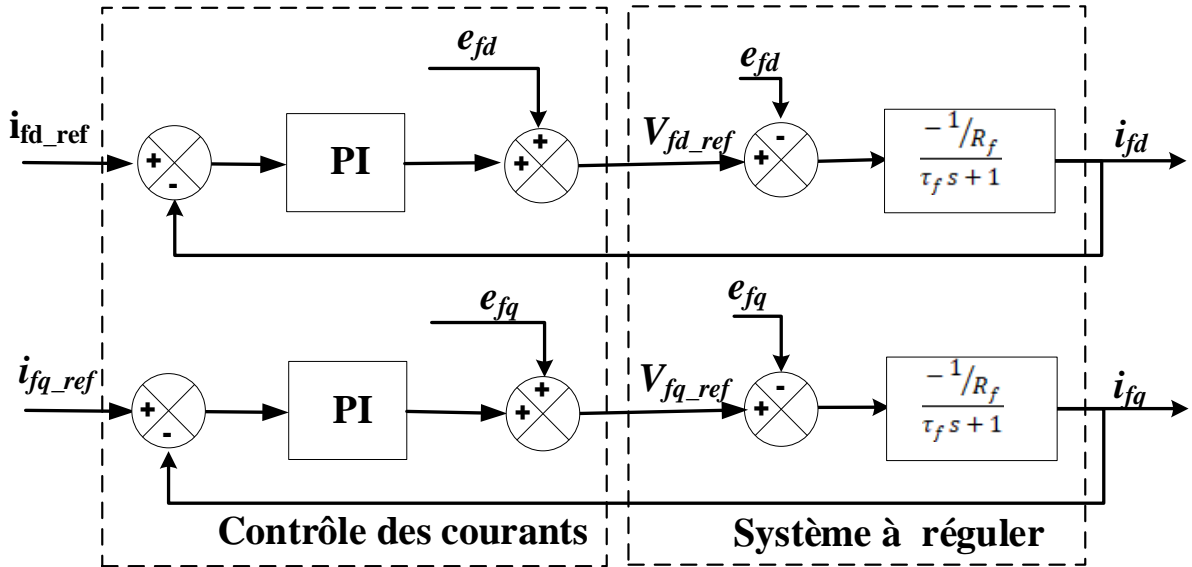 e_fd
e_fd
i_fd_ref
+
-
PI
+
+
V_fd_ref
+
-
-1/R_f
τ_f s + 1
i_fd
e_fq
e_fq
i_fq_ref
+
-
PI
+
+
V_fq_ref
+
-
-1/R_f
τ_f s + 1
i_fq
Contrôle des courants
Système à réguler